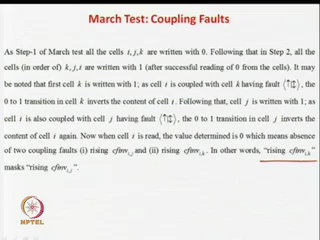 March Test: Coupling Faults
As Step-1 of March test all the cells i, j, k are written with 0. Following that in Step 2, all the
cells (in order of) k, j, i are written with 1 (after successful reading of 0 from the cells). It may
be noted that first cell k is written with 1; as cell i is coupled with cell k having fault ⟨↑|↕⟩, the
0 to 1 transition in cell k inverts the content of cell i. Following that, cell j is written with 1; as
cell i is also coupled with cell j having fault ⟨↑|↕⟩, the 0 to 1 transition in cell j inverts the
content of cell i again. Now when cell i is read, the value determined is 0 which means absence
of two coupling faults (i) rising cfinv i,j and (ii) rising cfinv i,k. In other words, "rising cfinv i,k"
masks "rising cfinv i,j".
NPTEL